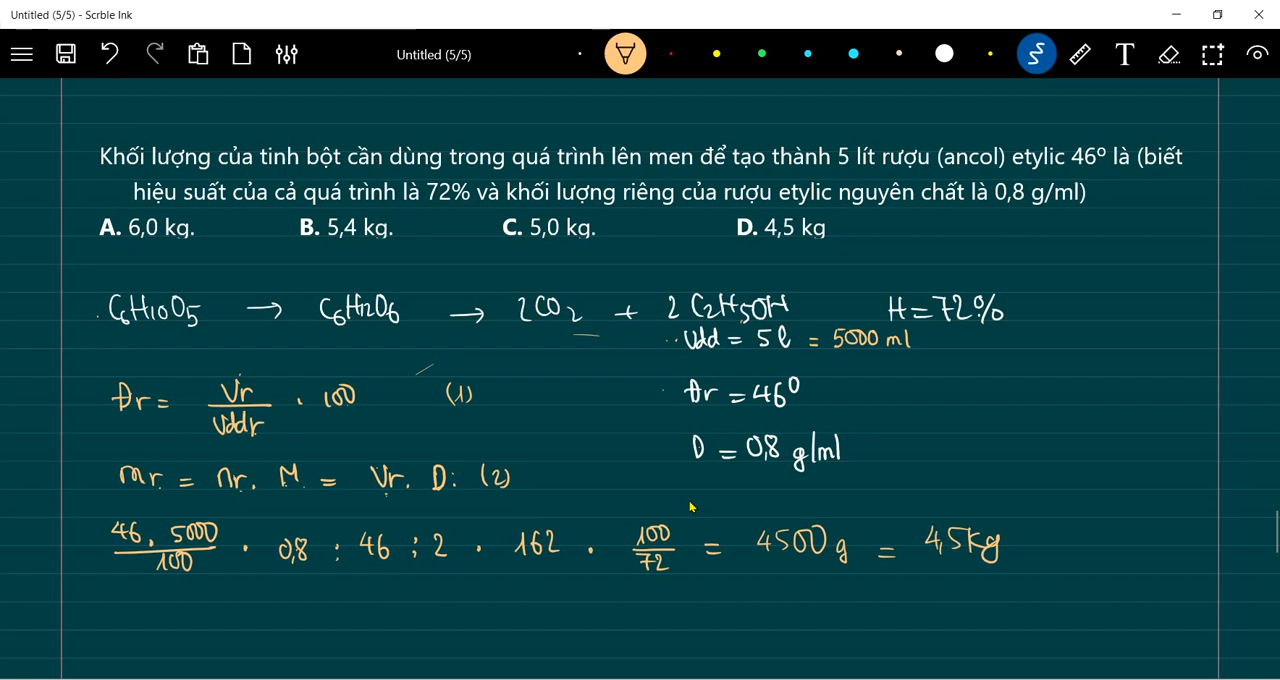 Untitled (5/5) - Scrble Ink
Untitled (5/5)
T
Khối lượng của tinh bột cần dùng trong quá trình lên men để tạo thành 5 lít rượu (ancol) etylic 46º là (biết
hiệu suất của cả quá trình là 72% và khối lượng riêng của rượu etylic nguyên chất là 0,8 g/ml)
A. 6,0 kg. B. 5,4 kg. C. 5,0 kg. D. 4,5 kg
C6H10O5 → C6H12O6 → 2CO2 + 2C2H5OH H = 72%
Vdd = 5l = 5000 ml
Đr = Vr/Vddr . 100 (1)
Đr = 46º
D = 0,8 g/ml
mr = nr. M = Vr. D: (2)
46. 5000/100 . 0,8 : 46 : 2 . 162 . 100/72 = 4500g = 4,5kg